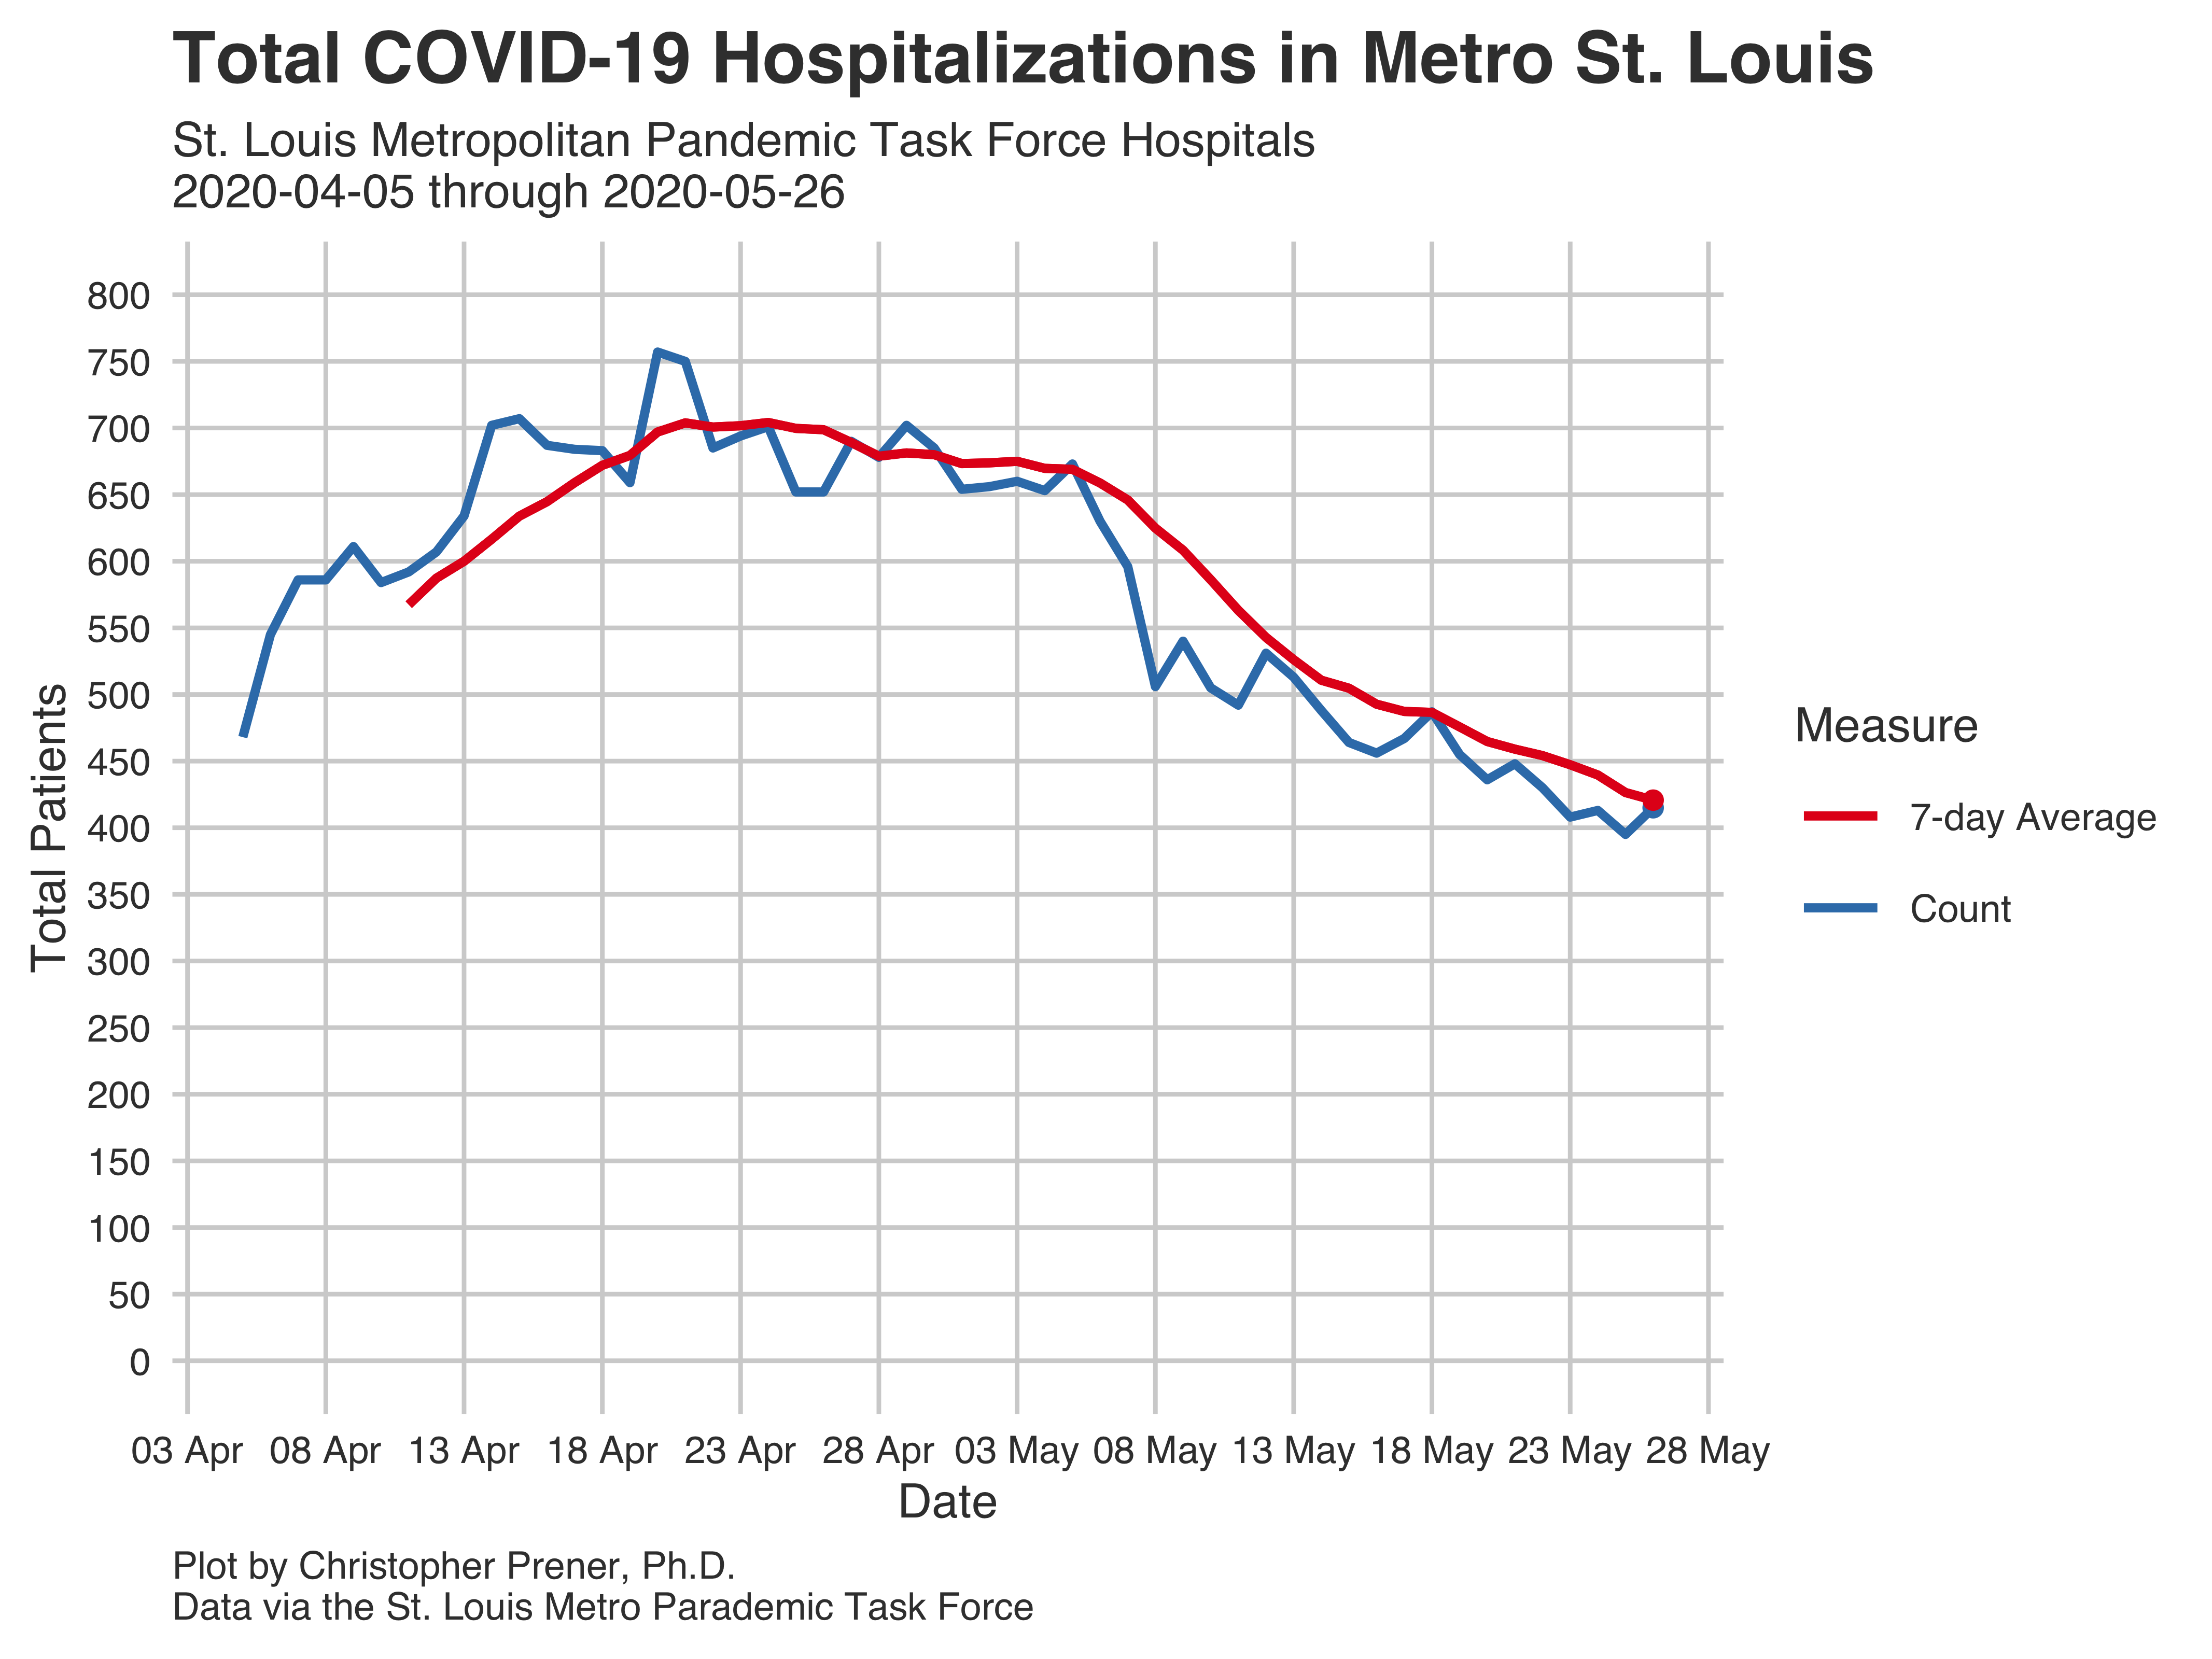 Total COVID-19 Hospitalizations in Metro St. Louis
St. Louis Metropolitan Pandemic Task Force Hospitals
2020-04-05 through 2020-05-26
800
750
700
650
600
550
500
450
400
350
300
250
200
150
100
50
0
Total Patients
03 Apr 08 Apr 13 Apr 18 Apr 23 Apr 28 Apr 03 May 08 May 13 May 18 May 23 May 28 May
Date
Measure
7-day Average
Count
Plot by Christopher Prener, Ph.D.
Data via the St. Louis Metro Parademic Task Force